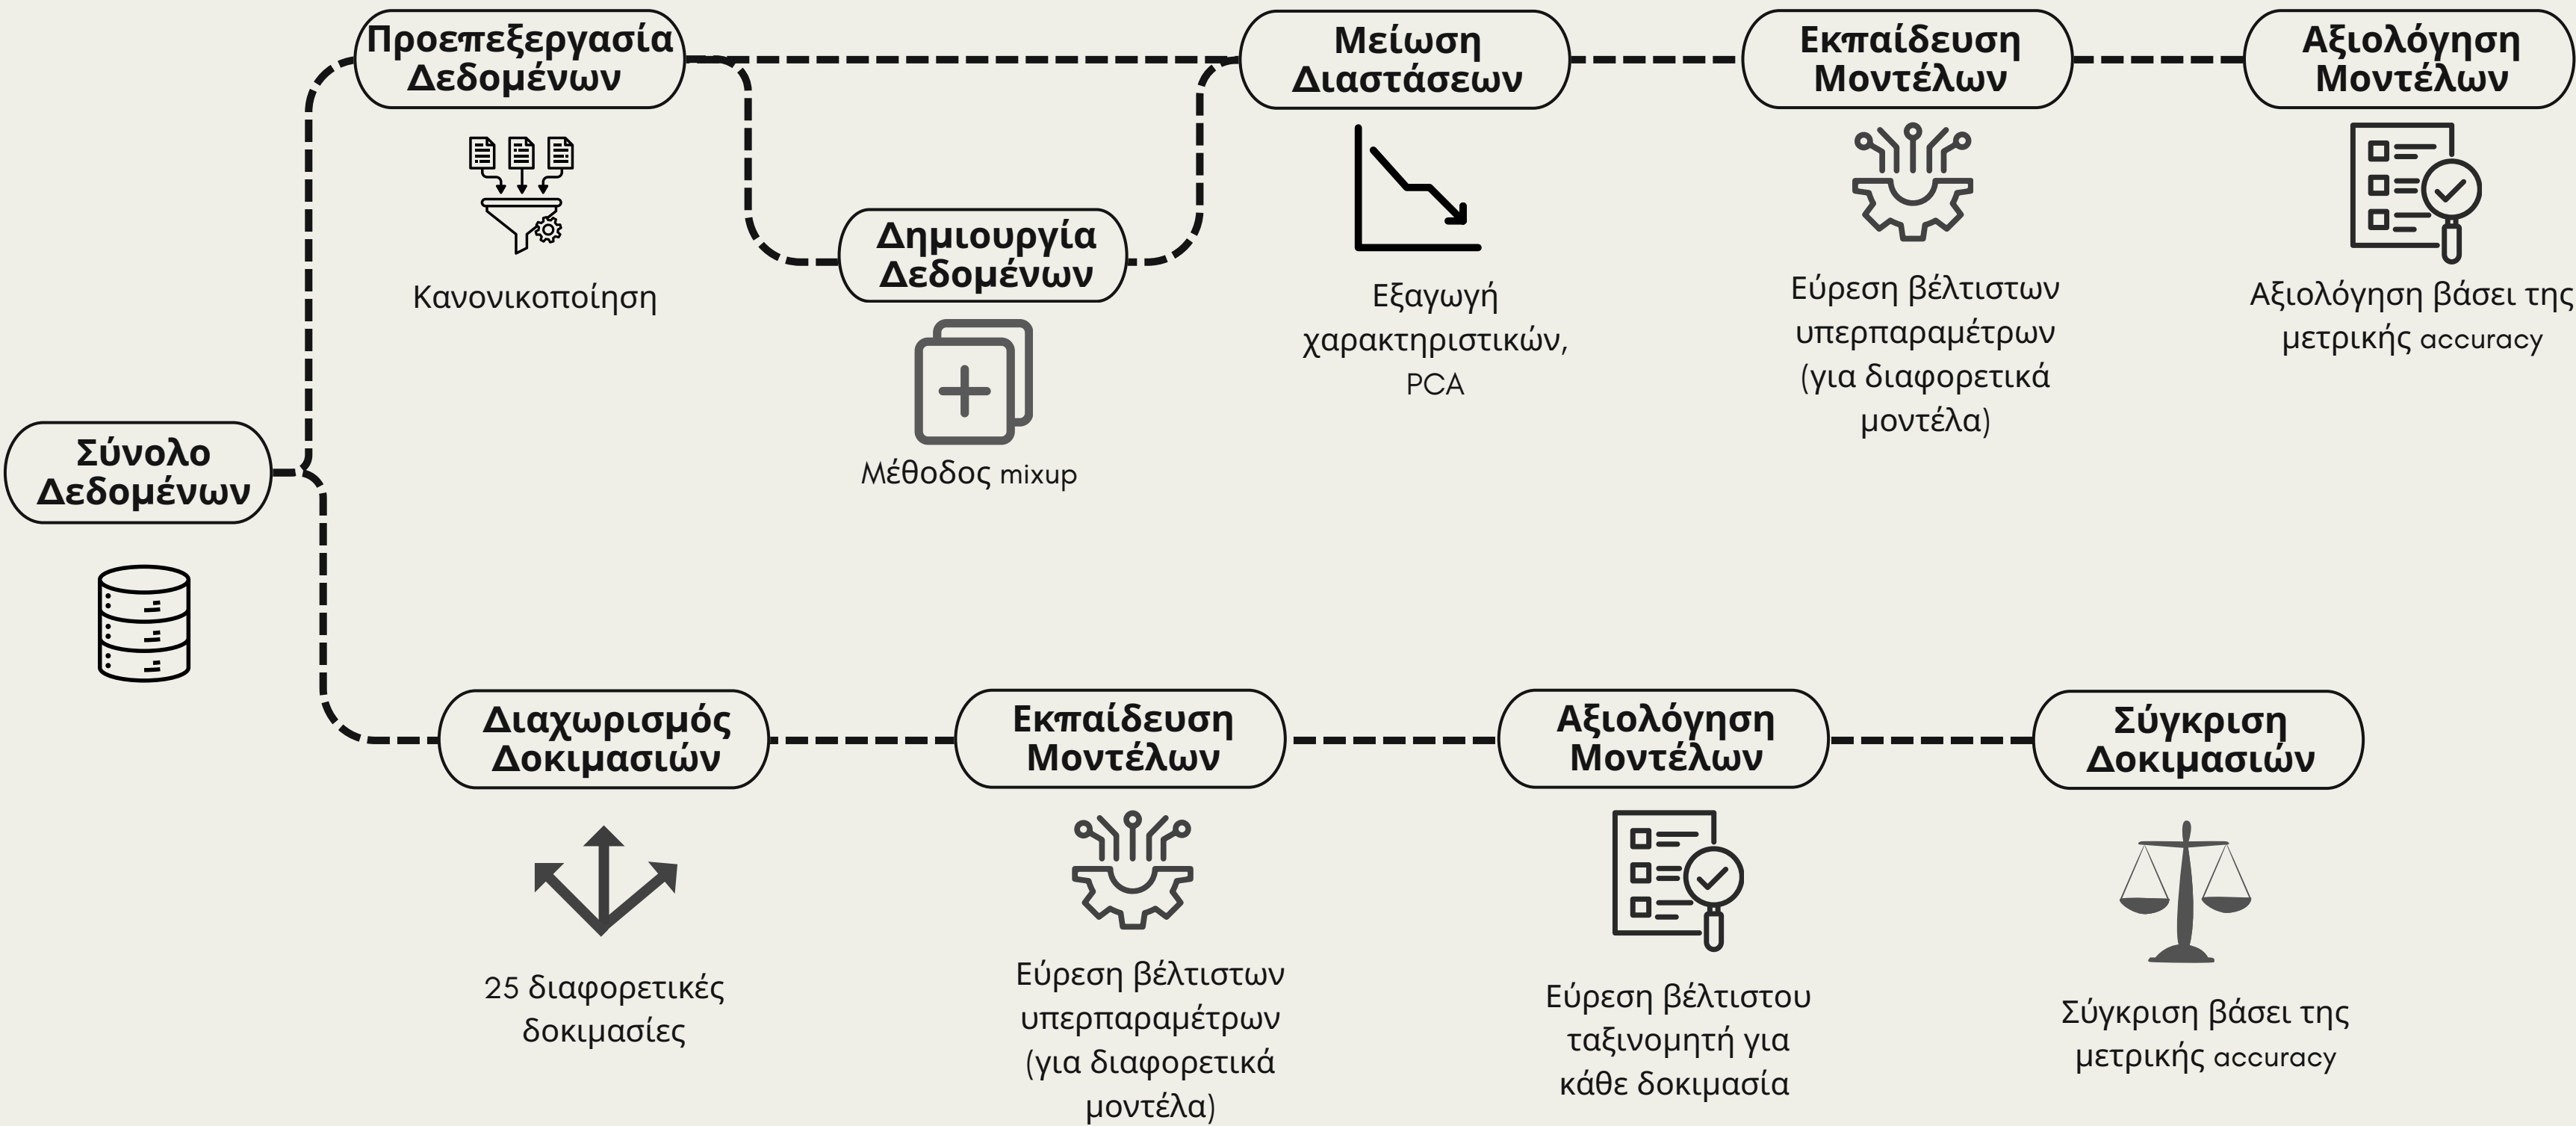 Προεπεξεργασία
Δεδομένων
Κανονικοποίηση
Δημιουργία
Δεδομένων
Μέθοδος mixup
Μείωση
Διαστάσεων
Εξαγωγή
χαρακτηριστικών,
PCA
Εκπαίδευση
Μοντέλων
Εύρεση βέλτιστων
υπερπαραμέτρων
(για διαφορετικά
μοντέλα)
Αξιολόγηση
Μοντέλων
Αξιολόγηση βάσει της
μετρικής accuracy
Σύνολο
Δεδομένων
Διαχωρισμός
Δοκιμασιών
25 διαφορετικές
δοκιμασίες
Εκπαίδευση
Μοντέλων
Εύρεση βέλτιστων
υπερπαραμέτρων
(για διαφορετικά
μοντέλα)
Αξιολόγηση
Μοντέλων
Εύρεση βέλτιστου
ταξινομητή για
κάθε δοκιμασία
Σύγκριση
Δοκιμασιών
Σύγκριση βάσει της
μετρικής accuracy